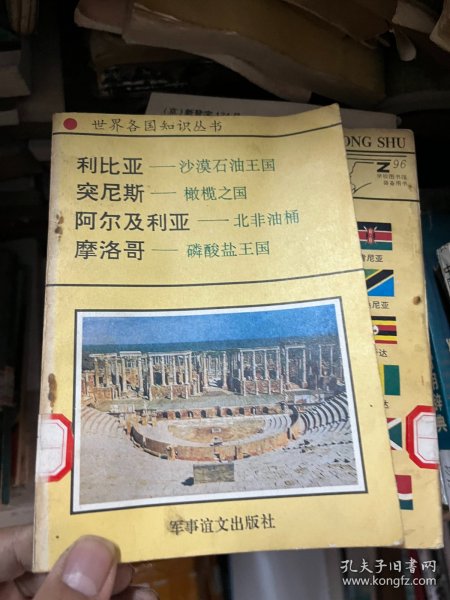 世界各国知识丛书
利比亚——沙漠石油王国
突尼斯——橄榄之国
阿尔及利亚——北非油桶
摩洛哥——磷酸盐王国
军事谊文出版社
ONG SHU
Z 96
尼亚
孔夫子旧书网
www.kongfz.com